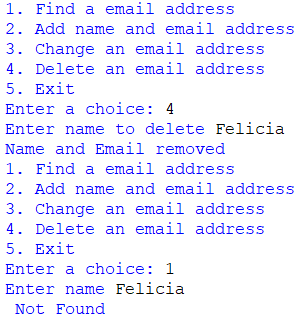 1. Find a email address
2. Add name and email address
3. Change an email address
4. Delete an email address
5. Exit
Enter a choice: 4
Enter name to delete Felicia
Name and Email removed
1. Find a email address
2. Add name and email address
3. Change an email address
4. Delete an email address
5. Exit
Enter a choice: 1
Enter name Felicia
 Not Found